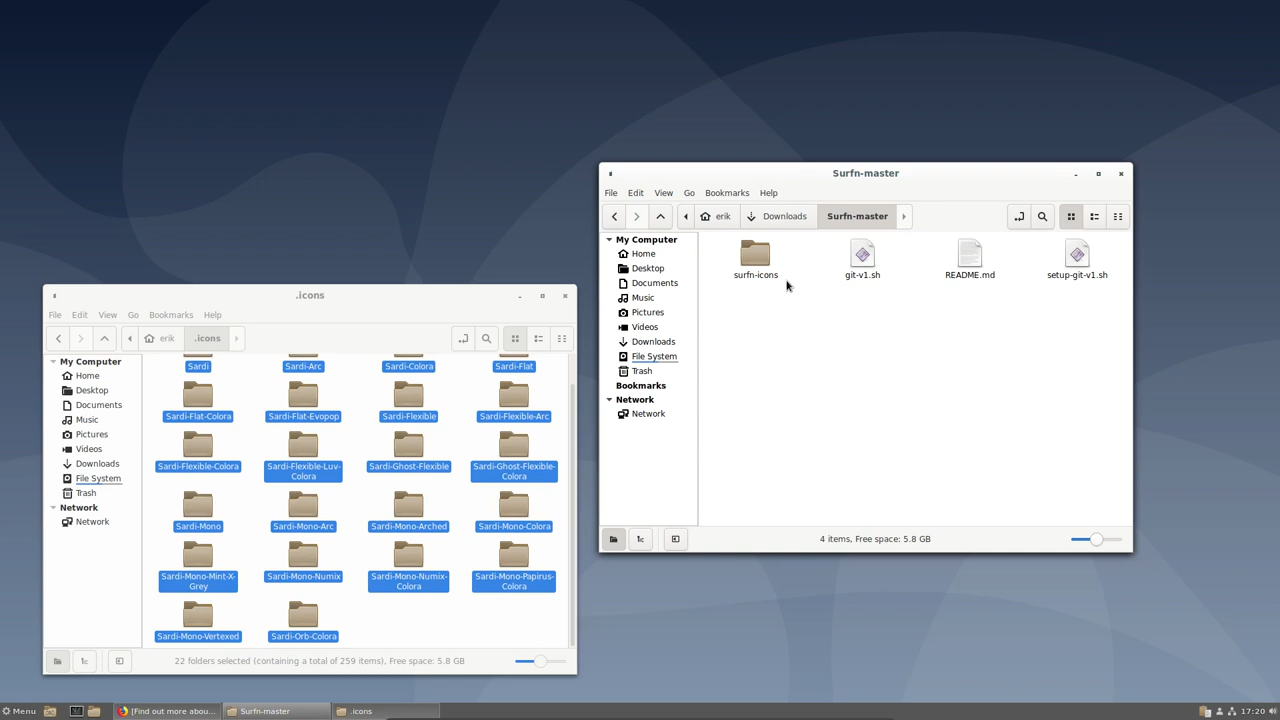 Surfn-master
File Edit View Go Bookmarks Help
erik Downloads Surfn-master
My Computer
Home
Desktop
Documents
Music
Pictures
Videos
Downloads
File System
Trash
Bookmarks
Network
Network
surfn-icons git-v1.sh README.md setup-git-v1.sh
4 items, Free space: 5.8 GB
.icons
File Edit View Go Bookmarks Help
erik .icons
My Computer
Home
Desktop
Documents
Music
Pictures
Videos
Downloads
File System
Trash
Network
Network
Sardi Sardi-Arc Sardi-Colora Sardi-Flat
Sardi-Flat-Colora Sardi-Flat-Evopop Sardi-Flexible Sardi-Flexible-Arc
Sardi-Flexible-Colora Sardi-Flexible-Luv-Colora Sardi-Ghost-Flexible Sardi-Ghost-Flexible-Colora
Sardi-Mono Sardi-Mono-Arc Sardi-Mono-Arched Sardi-Mono-Colora
Sardi-Mono-Mint-X-Grey Sardi-Mono-Numix Sardi-Mono-Numix-Colora Sardi-Mono-Papirus-Colora
Sardi-Mono-Vertexed Sardi-Orb-Colora
22 folders selected (containing a total of 259 items), Free space: 5.8 GB
Menu [Find out more abou... Surfn-master .icons 17:20